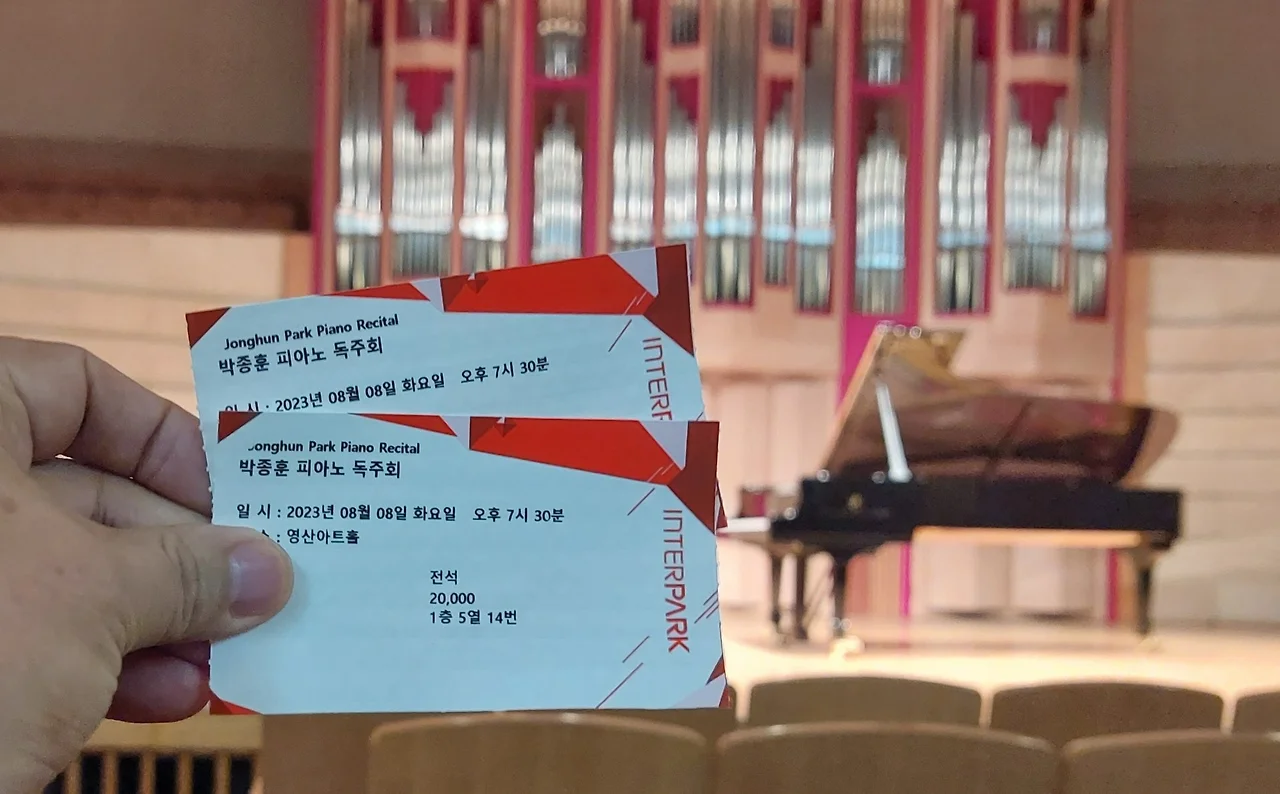 Jonghun Park Piano Recital
박종훈 피아노 독주회
일 시 : 2023년 08월 08일 화요일 오후 7시 30분
INTERP
Jonghun Park Piano Recital
박종훈 피아노 독주회
일 시 : 2023년 08월 08일 화요일 오후 7시 30분
: 영산아트홀
전석
20,000
1층 5열 14번
INTERPARK